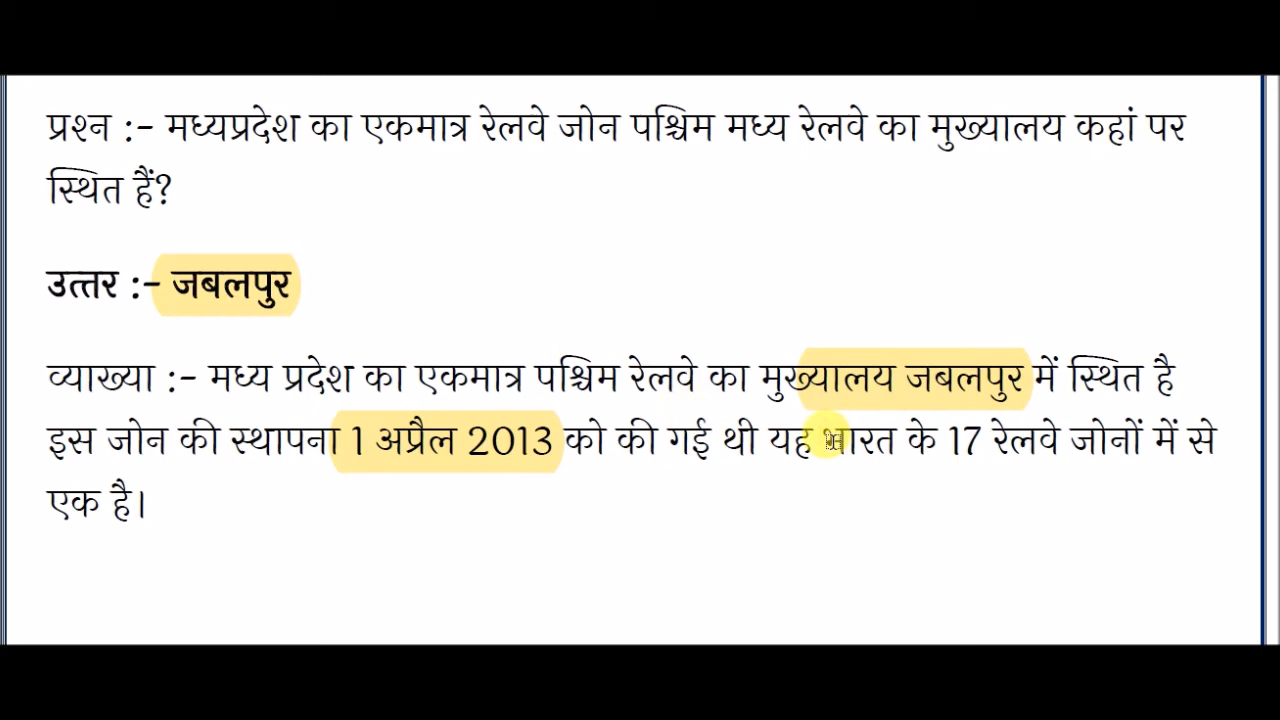 प्रश्न :- मध्यप्रदेश का एकमात्र रेलवे जोन पश्चिम मध्य रेलवे का मुख्यालय कहां पर
स्थित हैं?
उत्तर :- जबलपुर
व्याख्या :- मध्य प्रदेश का एकमात्र पश्चिम रेलवे का मुख्यालय जबलपुर में स्थित है
इस जोन की स्थापना 1 अप्रैल 2013 को की गई थी यह भारत के 17 रेलवे जोनों में से
एक है।